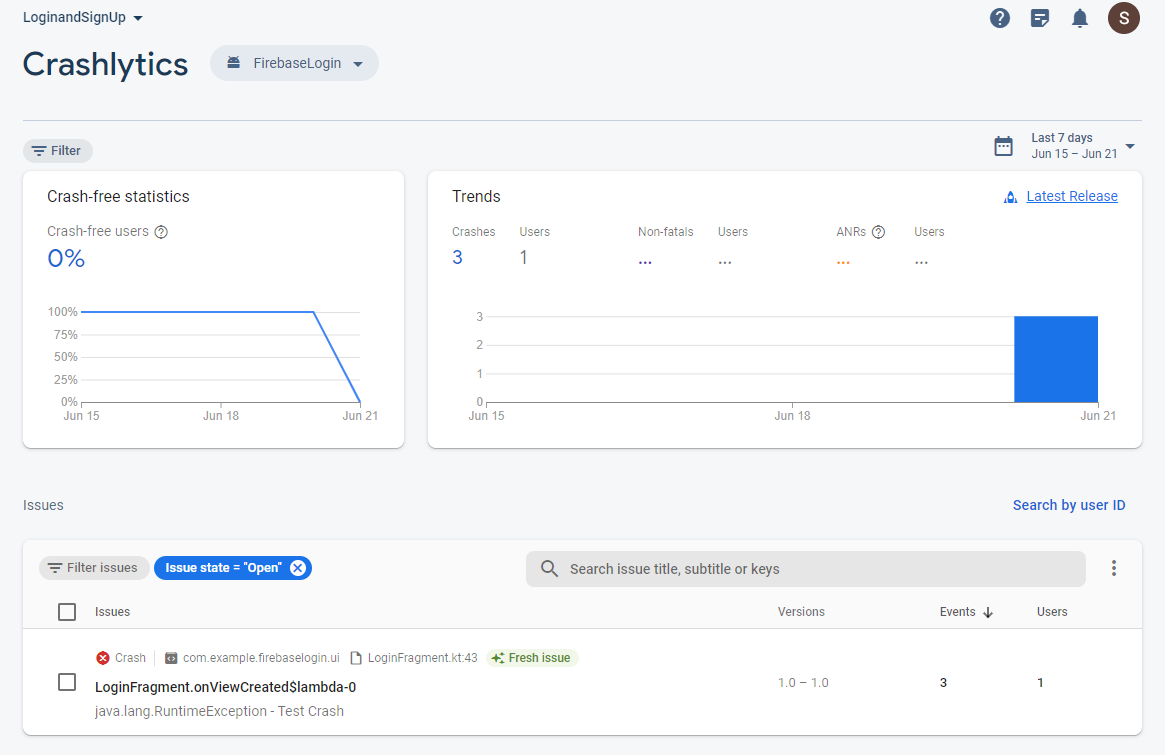 LoginandSignUp
S
Crashlytics
FirebaseLogin
Filter
Last 7 days
Jun 15 – Jun 21
Crash-free statistics
Crash-free users
0%
100%
75%
50%
25%
0%
Jun 15
Jun 18
Jun 21
Trends
Latest Release
Crashes
Users
Non-fatals
Users
ANRs
Users
3
1
...
...
...
...
3
2
1
0
Jun 15
Jun 18
Jun 21
Issues
Search by user ID
Filter issues
Issue state = "Open"
Search issue title, subtitle or keys
Issues
Versions
Events
Users
Crash
com.example.firebaselogin.ui
LoginFragment.kt:43
Fresh issue
LoginFragment.onViewCreated$lambda-0
java.lang.RuntimeException - Test Crash
1.0 – 1.0
3
1